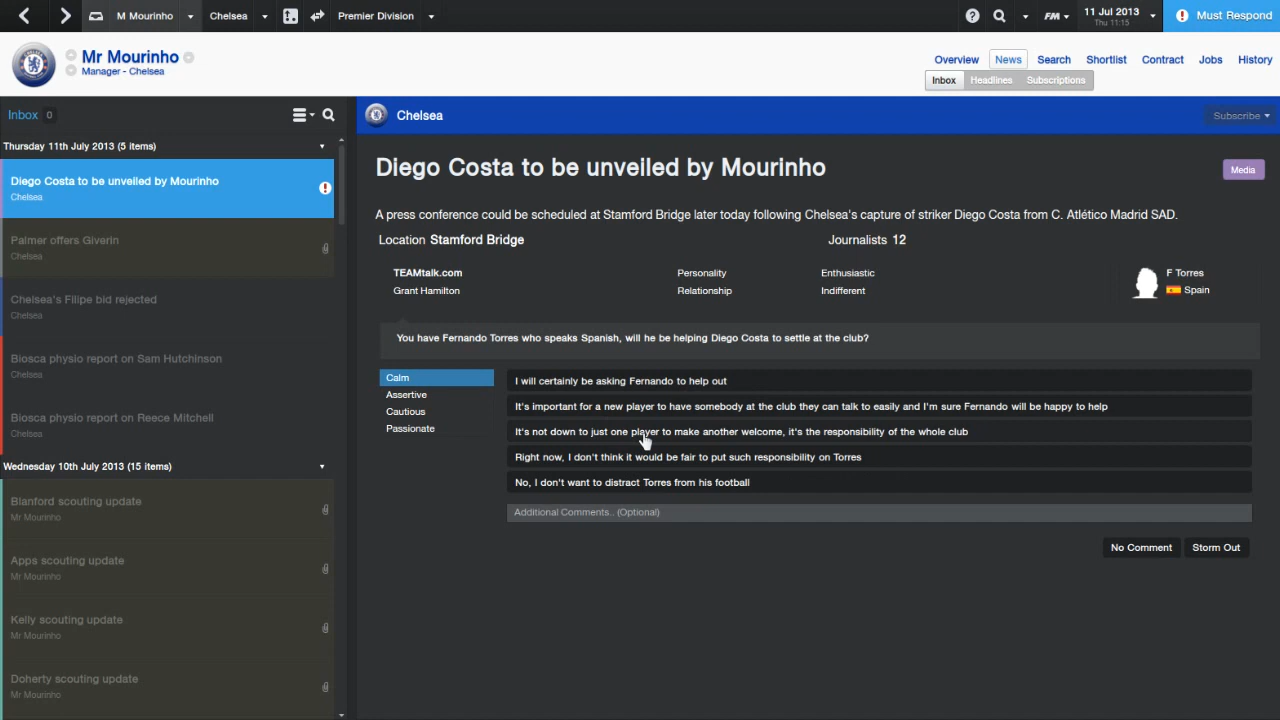 M Mourinho
Chelsea
Premier Division
FM
11 Jul 2013
Thu 11:15
Must Respond
Mr Mourinho
Manager - Chelsea
Overview
News
Search
Shortlist
Contract
Jobs
History
Inbox
Headlines
Subscriptions
Inbox 0
Thursday 11th July 2013 (5 items)
Diego Costa to be unveiled by Mourinho
Chelsea
Palmer offers Giverin
Chelsea
Chelsea's Filipe bid rejected
Chelsea
Biosca physio report on Sam Hutchinson
Chelsea
Biosca physio report on Reece Mitchell
Chelsea
Wednesday 10th July 2013 (15 items)
Blanford scouting update
Mr Mourinho
Apps scouting update
Mr Mourinho
Kelly scouting update
Mr Mourinho
Doherty scouting update
Mr Mourinho
Chelsea
Subscribe
Diego Costa to be unveiled by Mourinho
Media
A press conference could be scheduled at Stamford Bridge later today following Chelsea's capture of striker Diego Costa from C. Atlético Madrid SAD.
Location Stamford Bridge
Journalists 12
TEAMtalk.com
Personality
Enthusiastic
F Torres
Grant Hamilton
Relationship
Indifferent
Spain
You have Fernando Torres who speaks Spanish, will he be helping Diego Costa to settle at the club?
Calm
Assertive
Cautious
Passionate
I will certainly be asking Fernando to help out
It's important for a new player to have somebody at the club they can talk to easily and I'm sure Fernando will be happy to help
It's not down to just one player to make another welcome, it's the responsibility of the whole club
Right now, I don't think it would be fair to put such responsibility on Torres
No, I don't want to distract Torres from his football
Additional Comments.. (Optional)
No Comment
Storm Out